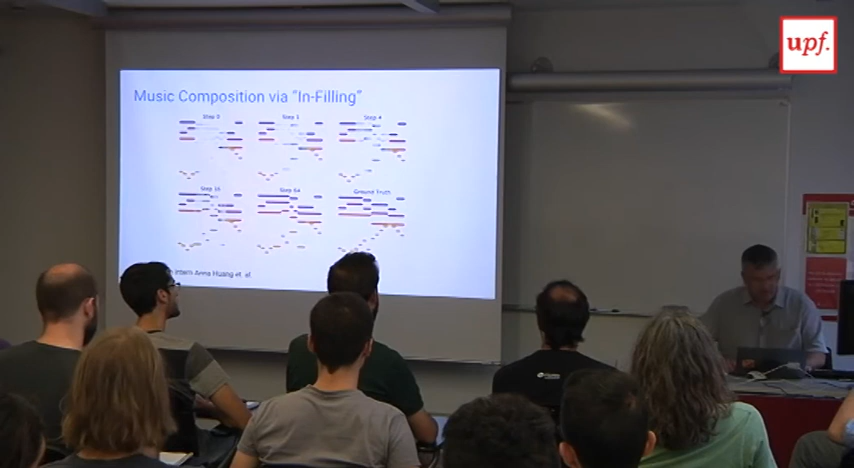 upf.
Music Composition via "In-Filling"
Step 0
Step 1
Step 4
Step 16
Step 64
Ground Truth
Intern Anna Huang et. al